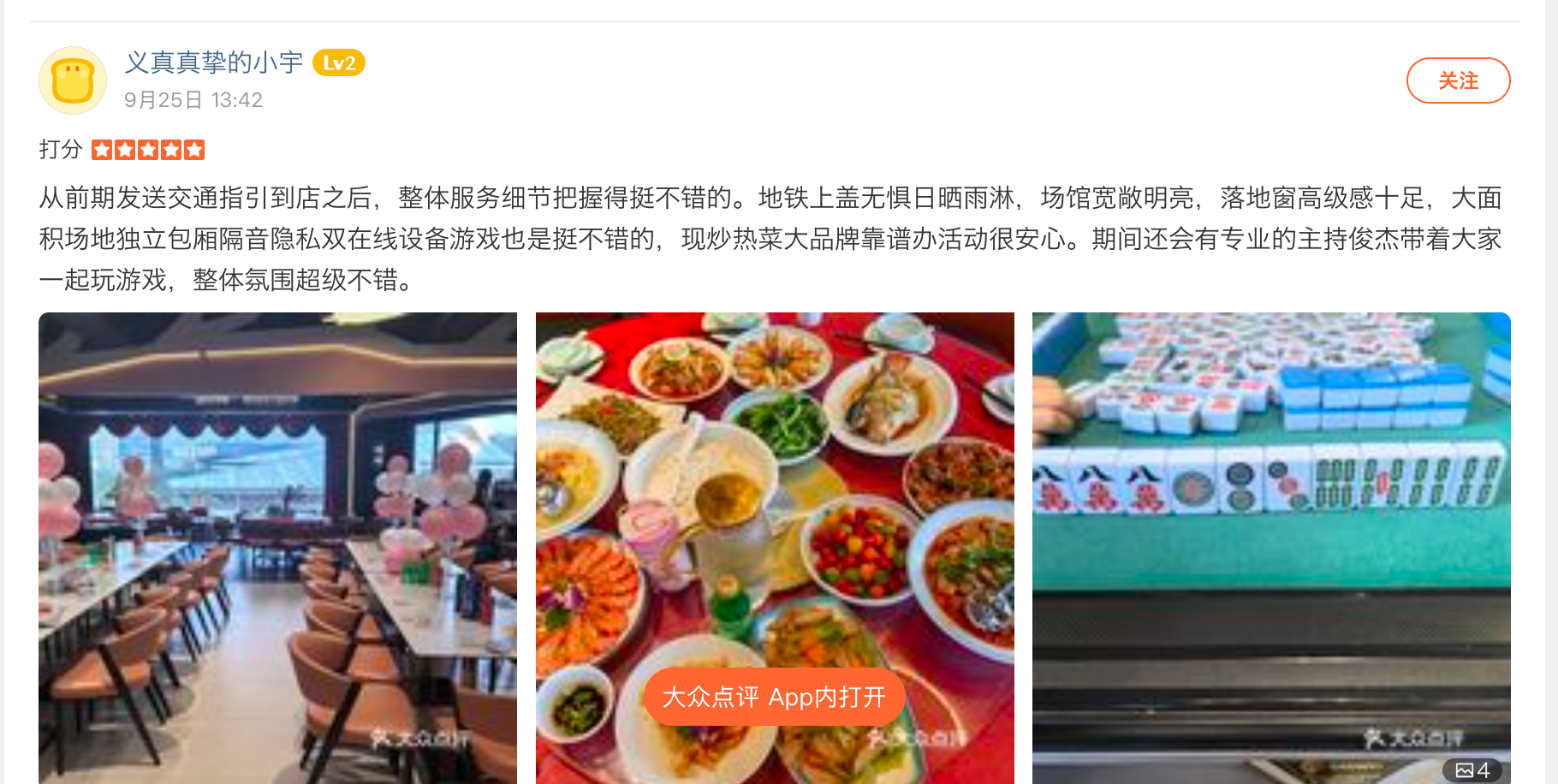 义真真挚的小宇 Lv2
9月25日 13:42
关注
打分
从前期发送交通指引到店之后，整体服务细节把握得挺不错的。地铁上盖无惧日晒雨淋，场馆宽敞明亮，落地窗高级感十足，大面
积场地独立包厢隔音隐私双在线设备游戏也是挺不错的，现炒热菜大品牌靠谱办活动很安心。期间还会有专业的主持俊杰带着大家
一起玩游戏，整体氛围超级不错。
八 八 八
萬 萬 萬
大众点评 App内打开
大众点评
大众点评
大众点评
4